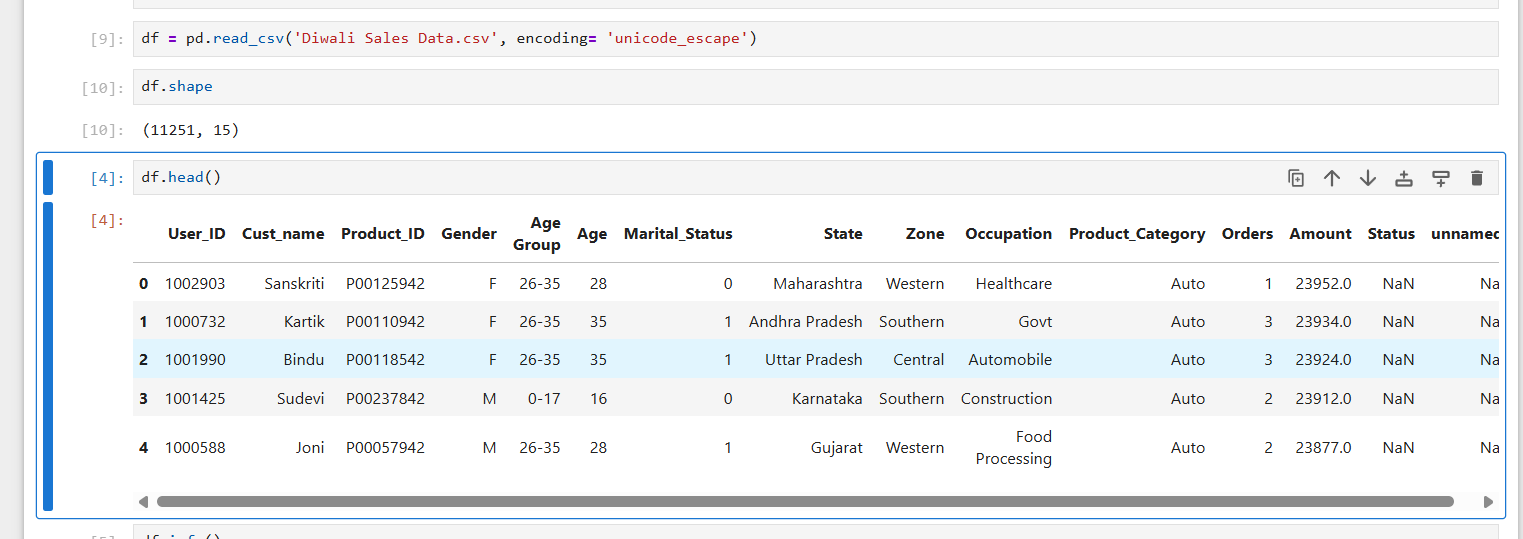 [9]: df = pd.read_csv('Diwali Sales Data.csv', encoding= 'unicode_escape')
[10]: df.shape
[10]: (11251, 15)
[4]: df.head()
[4]:
User_ID Cust_name Product_ID Gender Age Group Age Marital_Status State Zone Occupation Product_Category Orders Amount Status unnamed
0 1002903 Sanskriti P00125942 F 26-35 28 0 Maharashtra Western Healthcare Auto 1 23952.0 NaN Na
1 1000732 Kartik P00110942 F 26-35 35 1 Andhra Pradesh Southern Govt Auto 3 23934.0 NaN Na
2 1001990 Bindu P00118542 F 26-35 35 1 Uttar Pradesh Central Automobile Auto 3 23924.0 NaN Na
3 1001425 Sudevi P00237842 M 0-17 16 0 Karnataka Southern Construction Auto 2 23912.0 NaN Na
4 1000588 Joni P00057942 M 26-35 28 1 Gujarat Western Food Processing Auto 2 23877.0 NaN Na